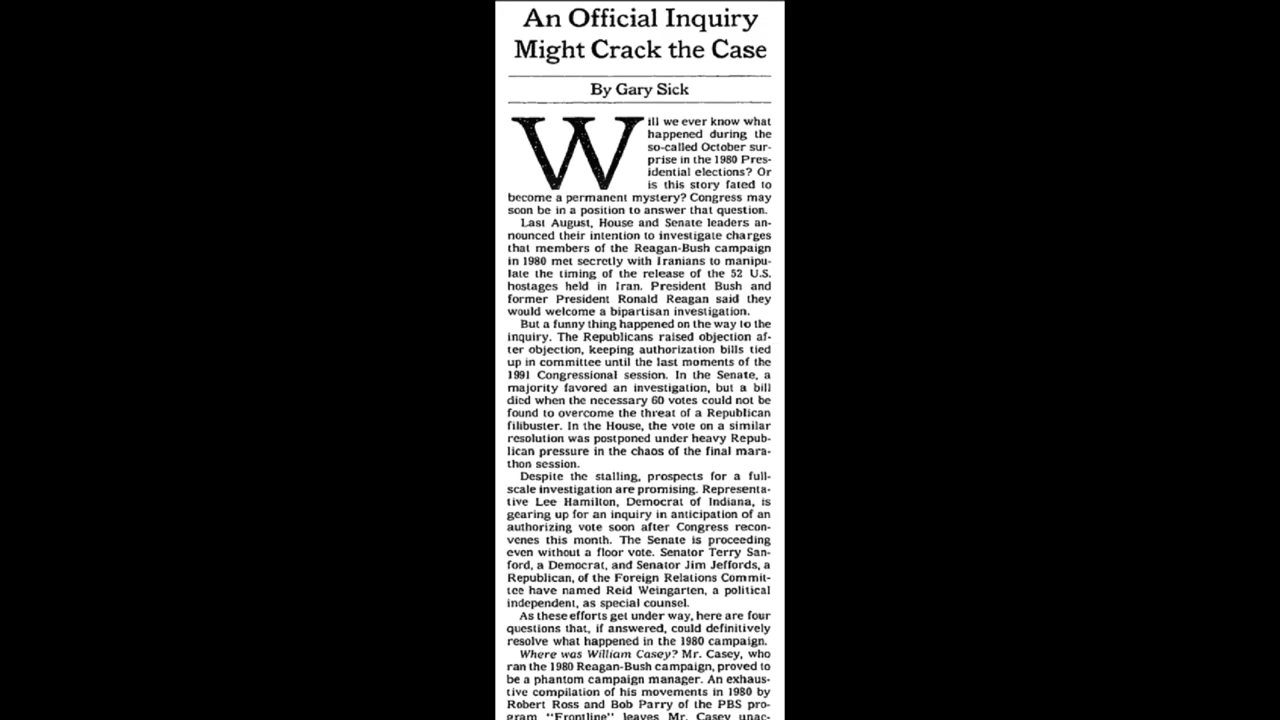 An Official Inquiry
Might Crack the Case
By Gary Sick
Will we ever know what
happened during the
so-called October sur-
prise in the 1980 Pres-
idential elections? Or
is this story fated to
become a permanent mystery? Congress may
soon be in a position to answer that question.
Last August, House and Senate leaders an-
nounced their intention to investigate charges
that members of the Reagan-Bush campaign
in 1980 met secretly with Iranians to manipu-
late the timing of the release of the 52 U.S.
hostages held in Iran. President Bush and
former President Ronald Reagan said they
would welcome a bipartisan investigation.
But a funny thing happened on the way to the
inquiry. The Republicans raised objection af-
ter objection, keeping authorization bills tied
up in committee until the last moments of the
1991 Congressional session. In the Senate, a
majority favored an investigation, but a bill
died when the necessary 60 votes could not be
found to overcome the threat of a Republican
filibuster. In the House, the vote on a similar
resolution was postponed under heavy Repub-
lican pressure in the chaos of the final mara-
thon session.
Despite the stalling, prospects for a full-
scale investigation are promising. Representa-
tive Lee Hamilton, Democrat of Indiana, is
gearing up for an inquiry in anticipation of an
authorizing vote soon after Congress recon-
venes this month. The Senate is proceeding
even without a floor vote. Senator Terry San-
ford, a Democrat, and Senator Jim Jeffords, a
Republican, of the Foreign Relations Commit-
tee have named Reid Weingarten, a political
independent, as special counsel.
As these efforts get under way, here are four
questions that, if answered, could definitively
resolve what happened in the 1980 campaign.
Where was William Casey? Mr. Casey, who
ran the 1980 Reagan-Bush campaign, proved to
be a phantom campaign manager. An exhaus-
tive compilation of his movements in 1980 by
Robert Ross and Bob Parry of the PBS pro-
gram "Frontline" leaves Mr. Casey unac-